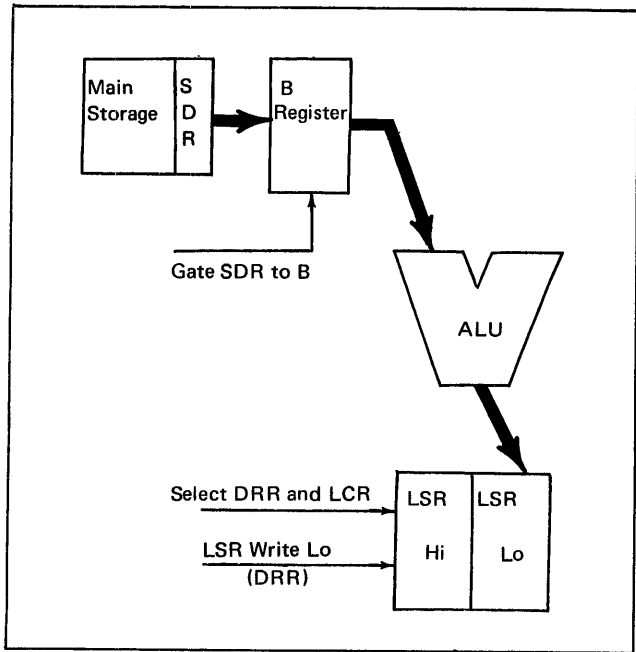 Main
Storage
S
D
R
B
Register
Gate SDR to B
ALU
Select DRR and LCR
LSR Write Lo
(DRR)
LSR
Hi
LSR
Lo